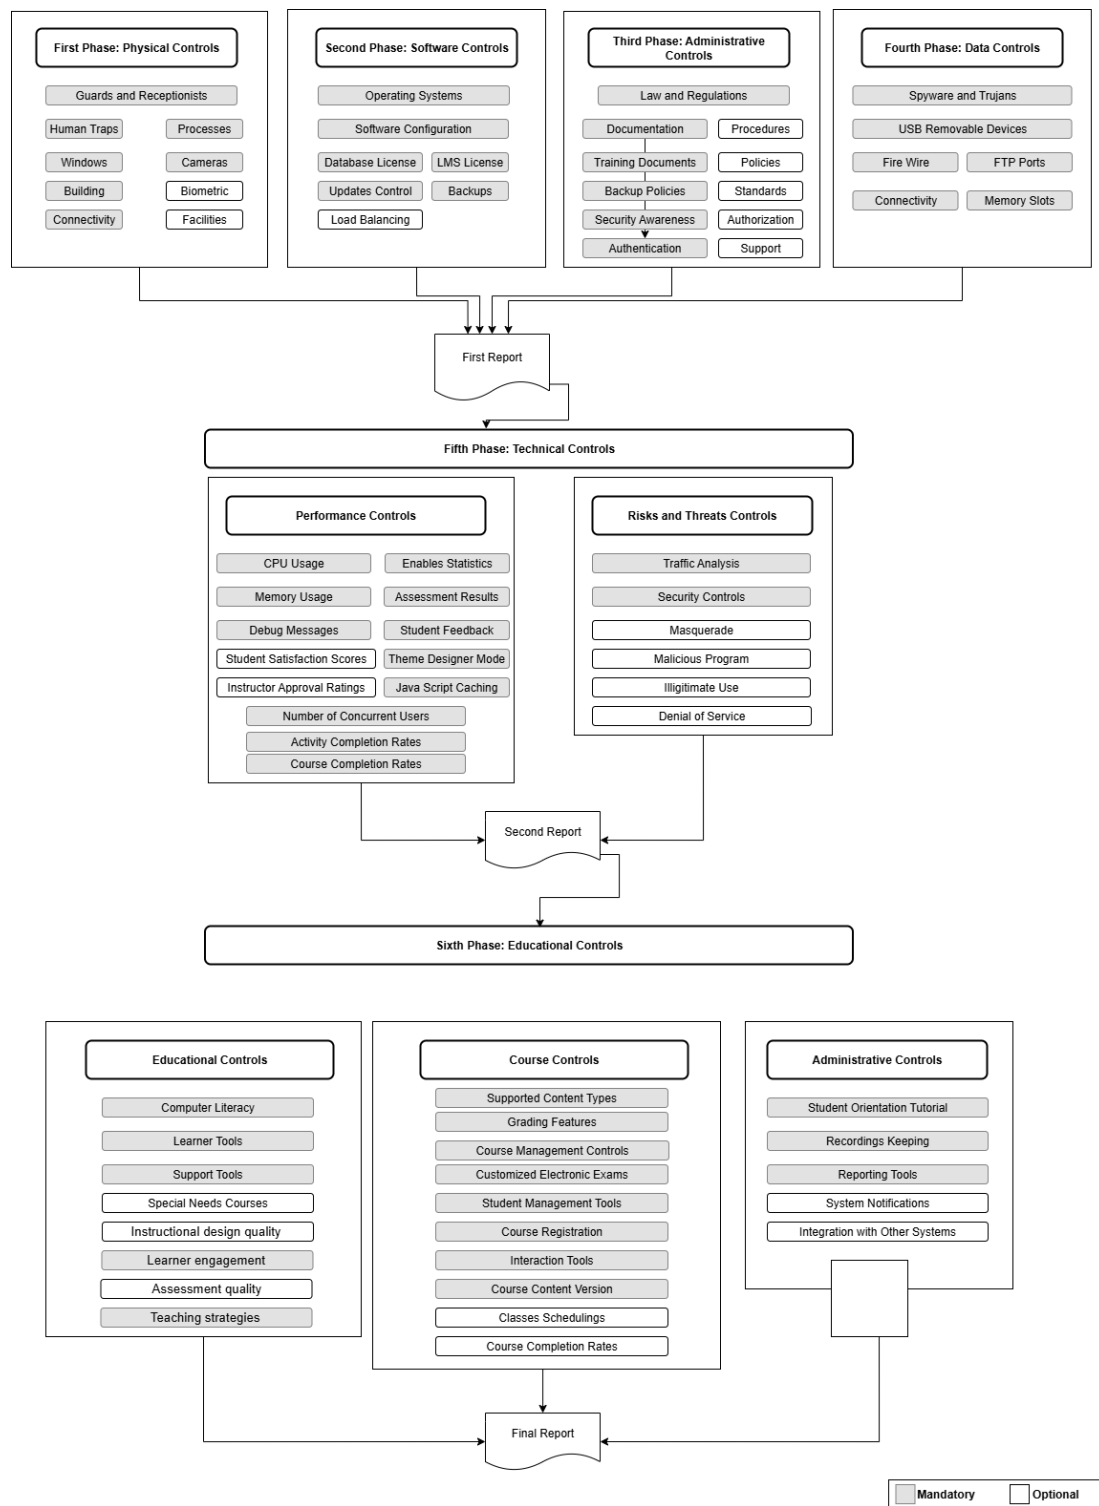 First Phase: Physical Controls
Guards and Receptionists
Human Traps
Processes
Windows
Cameras
Building
Biometric
Connectivity
Facilities
Second Phase: Software Controls
Operating Systems
Software Configuration
Database License
LMS License
Updates Control
Backups
Load Balancing
Third Phase: Administrative
Controls
Law and Regulations
Documentation
Procedures
Training Documents
Policies
Backup Policies
Standards
Security Awareness
Authorization
Authentication
Support
Fourth Phase: Data Controls
Spyware and Trujans
USB Removable Devices
Fire Wire
FTP Ports
Connectivity
Memory Slots
First Report
Fifth Phase: Technical Controls
Performance Controls
CPU Usage
Enables Statistics
Memory Usage
Assessment Results
Debug Messages
Student Feedback
Student Satisfaction Scores
Theme Designer Mode
Instructor Approval Ratings
Java Script Caching
Number of Concurrent Users
Activity Completion Rates
Course Completion Rates
Risks and Threats Controls
Traffic Analysis
Security Controls
Masquerade
Malicious Program
Illigitimate Use
Denial of Service
Second Report
Sixth Phase: Educational Controls
Educational Controls
Computer Literacy
Learner Tools
Support Tools
Special Needs Courses
Instructional design quality
Learner engagement
Assessment quality
Teaching strategies
Course Controls
Supported Content Types
Grading Features
Course Management Controls
Customized Electronic Exams
Student Management Tools
Course Registration
Interaction Tools
Course Content Version
Classes Schedulings
Course Completion Rates
Administrative Controls
Student Orientation Tutorial
Recordings Keeping
Reporting Tools
System Notifications
Integration with Other Systems
Final Report
Mandatory
Optional